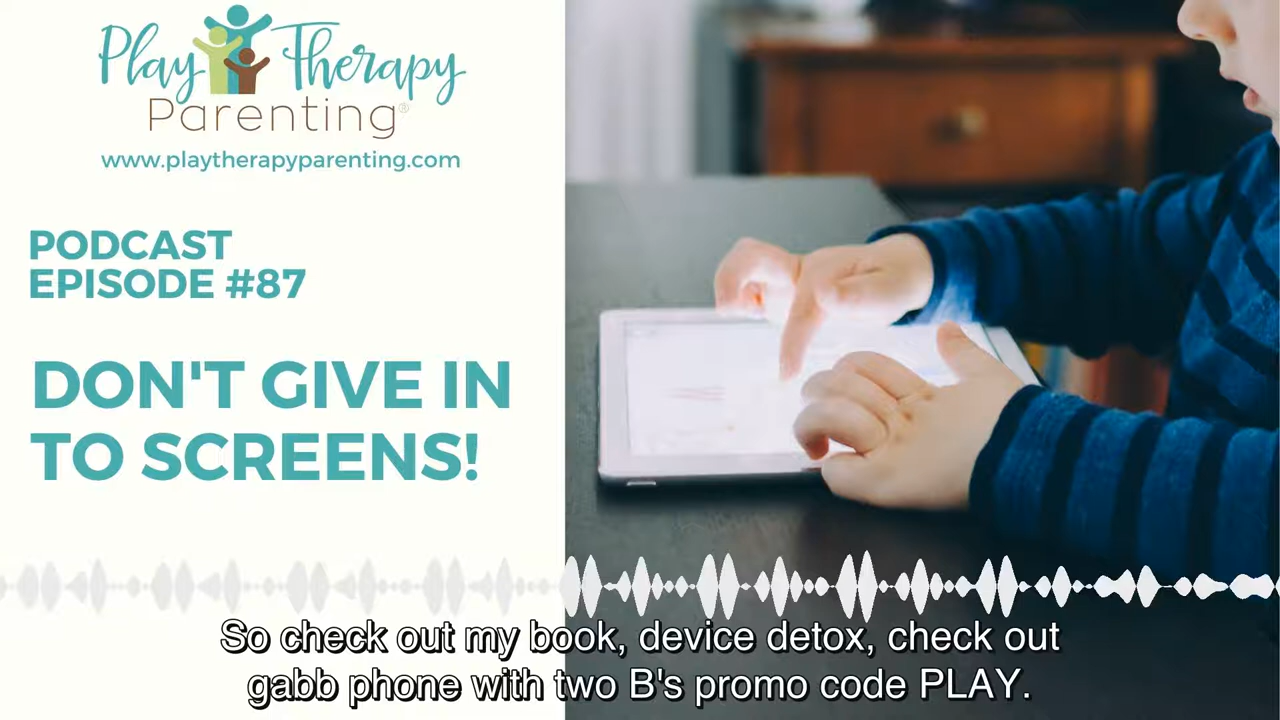 Play Therapy
Parenting®
www.playtherapyparenting.com
PODCAST
EPISODE #87
DON'T GIVE IN
TO SCREENS!
So check out my book, device detox, check out
gabb phone with two B's promo code PLAY.